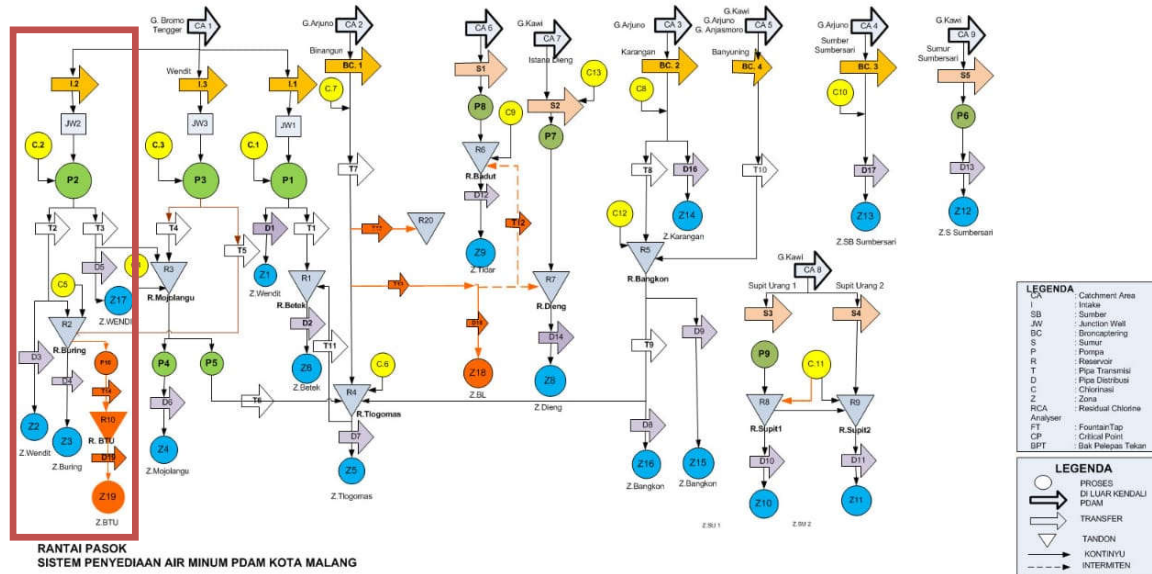 G. Bromo
Tengger
CA 1
G.Arjuno
CA 2
CA 6
G.Kawi
CA 7
G.Arjuno
CA 3
G.Kawi
G.Arjuno
G. Anjasmoro
CA 5
G.Arjuno
CA 4
G.Kawi
CA 9
Binangun
Istana Dieng
Karangan
Banyuning
Sumber
Sumbersari
Sumur
Sumbersari
Wendit
I.2
I.3
I.1
BC. 1
S1
C13
BC. 2
BC. 4
BC. 3
S5
C.7
C8
C10
JW2
JW3
JW1
P8
C9
S2
P7
P6
C.2
C.3
C.1
R6
R.Badut
P2
P3
P1
T7
T8
D16
T10
D17
D13
D12
T2
T3
T4
T5
D1
T1
R20
T12
C12
Z14
Z.Karangan
Z13
Z.SB Sumbersari
Z12
Z.S Sumbersari
Z9
Z.Tidar
D5
R3
R.Mojolangu
Z1
Z.Wendit
R1
R.Betek
R5
R.Bangkon
G.Kawi
CA 8
C5
Z17
R7
R.Dieng
Supit Urang 1
Supit Urang 2
R2
R.Buring
D2
T11
S3
S4
D3
D4
P4
P5
Z6
Z.Betek
C.6
Z18
Z.BL
D14
Z8
Z.Dieng
T9
D9
P9
C.11
T14
D6
T6
R4
R.Tlogomas
R8
R.Supit1
R9
R.Supit2
Z2
Z.Wendit
Z3
Z.Buring
R10
R. BTU
Z4
Z.Mojolangu
D7
Z5
Z.Tlogomas
D8
Z16
Z.Bangkon
Z15
Z.Bangkon
D10
Z10
D11
Z11
Z19
Z.BTU
Z.SU 1
Z.SU 2
LEGENDA
CA : Catchment Area
I : Intake
SB : Sumber
JW : Junction Wall
BC : Broncaptering
S : Sumur
P : Pompa
R : Reservoir
T : Pipa Transmisi
D : Pipa Distribusi
C : Chlorinasi
Z : Zona
RCA : Residual Chlorine
Analyser
FT : FountainTap
CP : Critical Point
BPT : Bak Pelepas Tekan
LEGENDA
PROSES
DI LUAR KENDALI
PDAM
TRANSFER
TANDON
KONTINYU
INTERMITEN
RANTAI PASOK
SISTEM PENYEDIAAN AIR MINUM PDAM KOTA MALANG